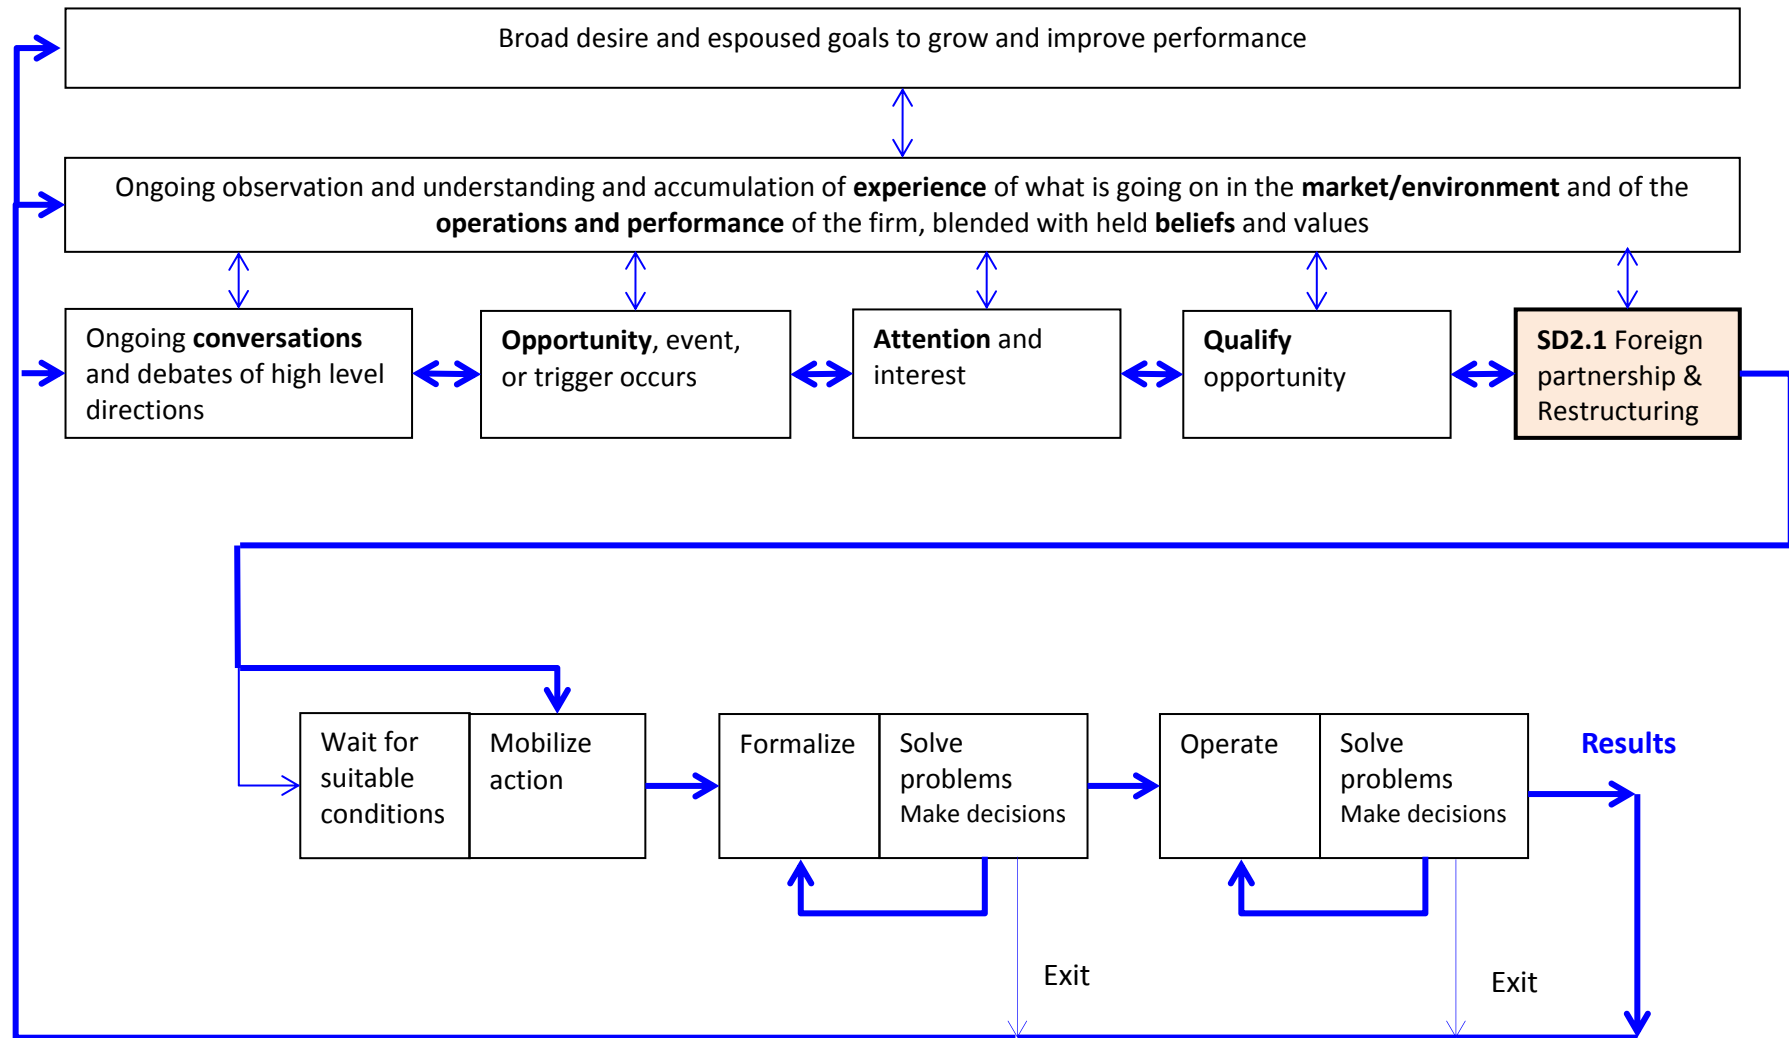 Broad desire and espoused goals to grow and improve performance
Ongoing observation and understanding and accumulation of experience of what is going on in the market/environment and of the
operations and performance of the firm, blended with held beliefs and values
Ongoing conversations
and debates of high level
directions
Opportunity, event,
or trigger occurs
Attention and
interest
Qualify
opportunity
SD2.1 Foreign
partnership &
Restructuring
Wait for
suitable
conditions
Mobilize
action
Formalize
Solve
problems
Make decisions
Operate
Solve
problems
Make decisions
Results
Exit
Exit